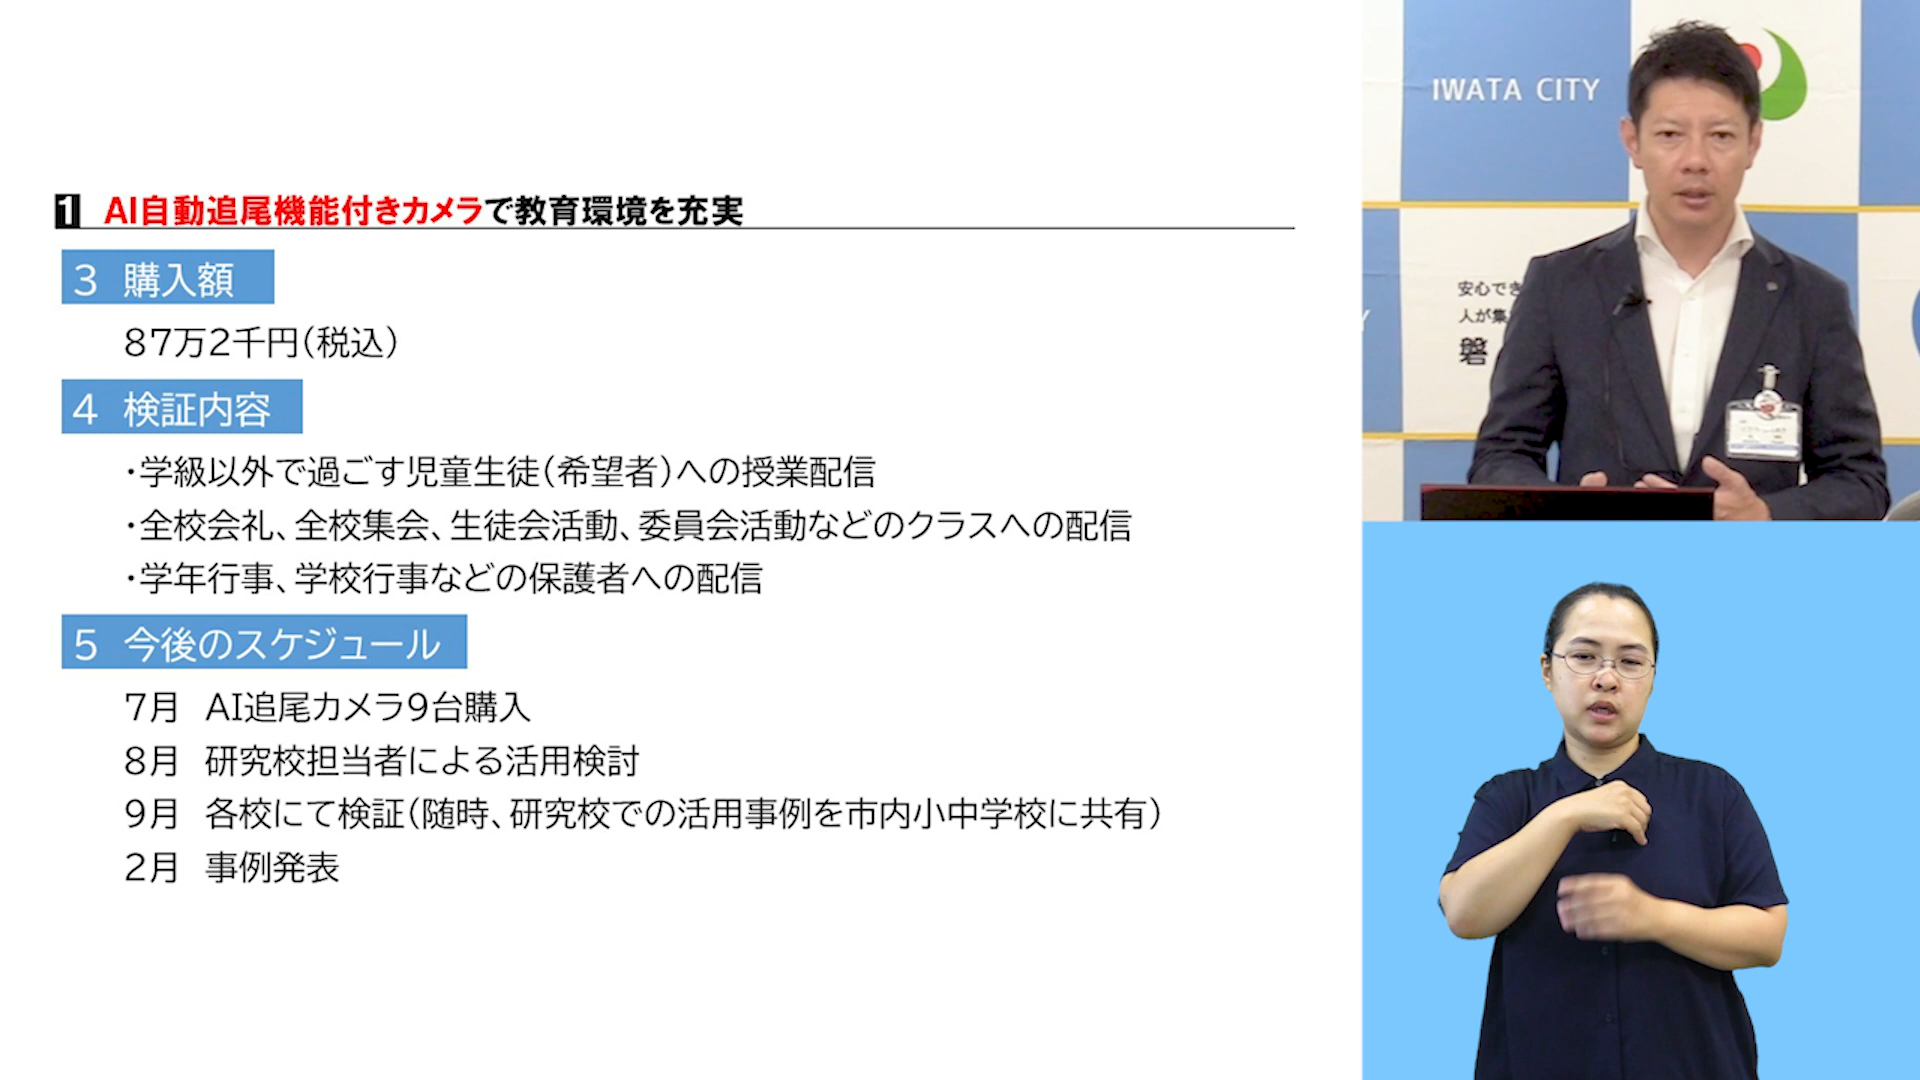 1 AI自動追尾機能付きカメラで教育環境を充実
3 購入額
87万2千円(税込)
4 検証内容
・学級以外で過ごす児童生徒(希望者)への授業配信
・全校会礼、全校集会、生徒会活動、委員会活動などのクラスへの配信
・学年行事、学校行事などの保護者への配信
5 今後のスケジュール
7月 AI追尾カメラ9台購入
8月 研究校担当者による活用検討
9月 各校にて検証(随時、研究校での活用事例を市内小中学校に共有)
2月 事例発表
IWATA CITY
安心でき
人が集
磐